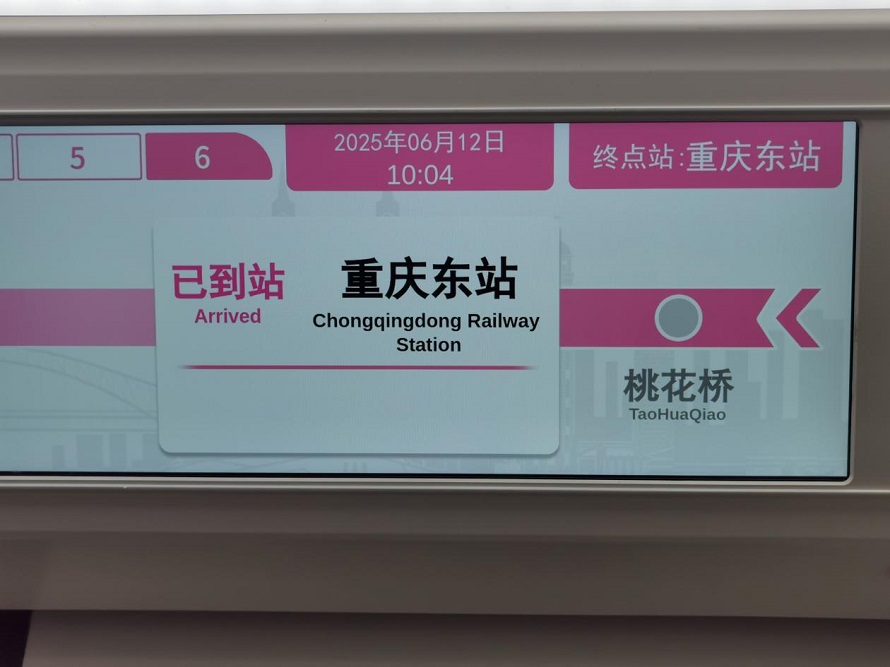 5
6
2025年06月12日
10:04
终点站:重庆东站
已到站
Arrived
重庆东站
Chongqingdong Railway
Station
桃花桥
TaoHuaQiao